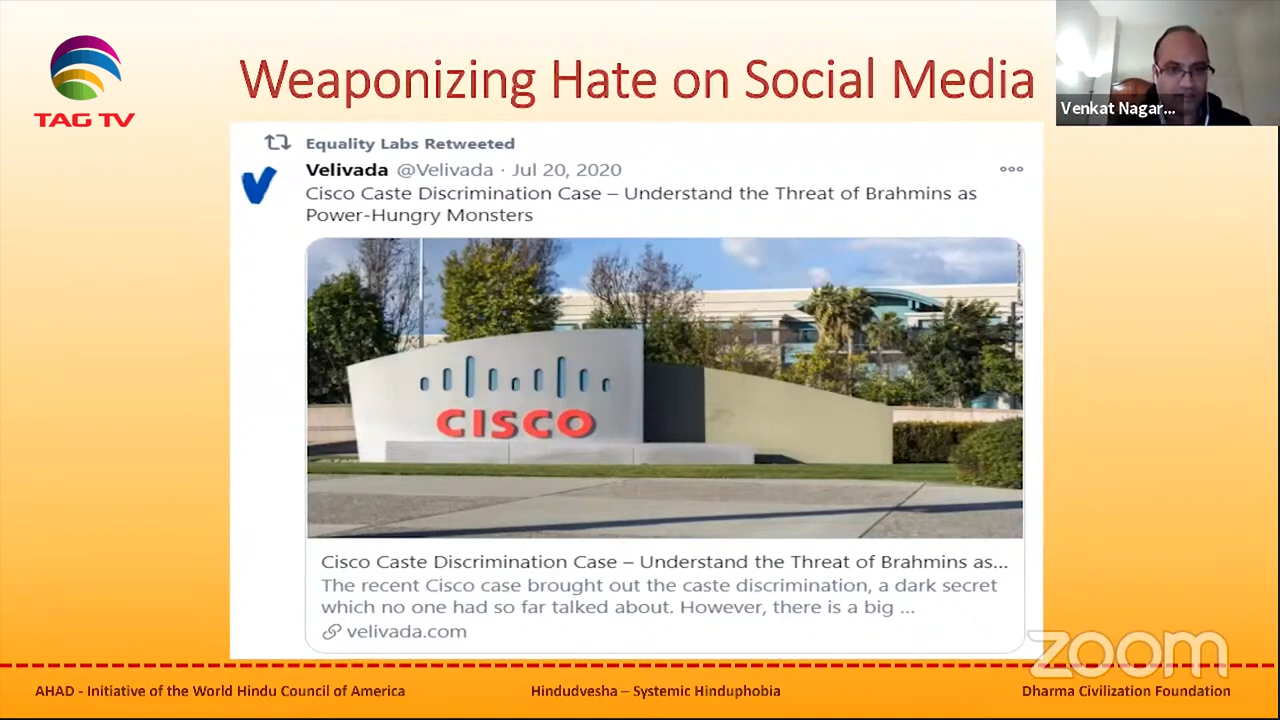 TAG TV
Weaponizing Hate on Social Media
Venkat Nagar...
Equality Labs Retweeted
Velivada @Velivada · Jul 20, 2020
Cisco Caste Discrimination Case – Understand the Threat of Brahmins as
Power-Hungry Monsters
CISCO
Cisco Caste Discrimination Case – Understand the Threat of Brahmins as...
The recent Cisco case brought out the caste discrimination, a dark secret
which no one had so far talked about. However, there is a big ...
velivada.com
zoom
AHAD - Initiative of the World Hindu Council of America
Hindudvesha – Systemic Hinduphobia
Dharma Civilization Foundation